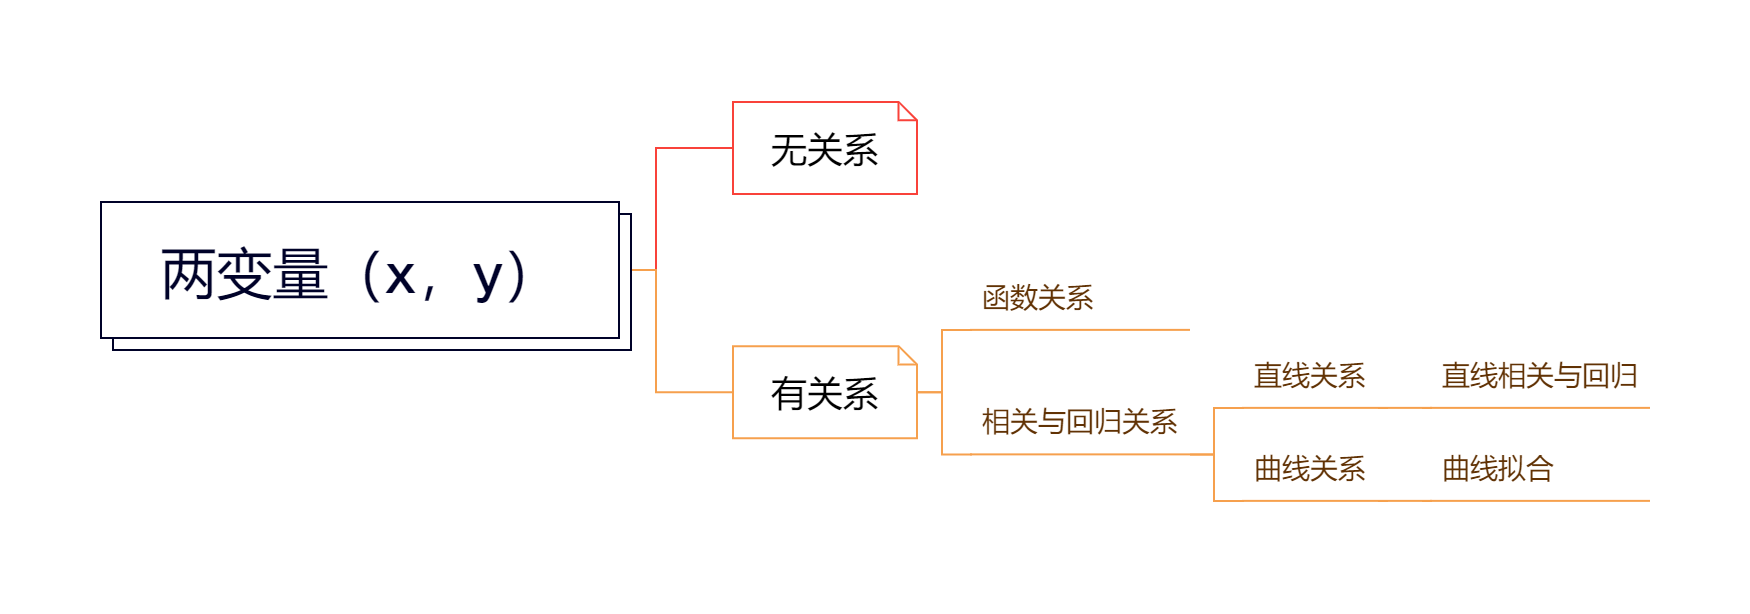 两变量（x，y）
无关系
有关系
函数关系
相关与回归关系
直线关系
直线相关与回归
曲线关系
曲线拟合